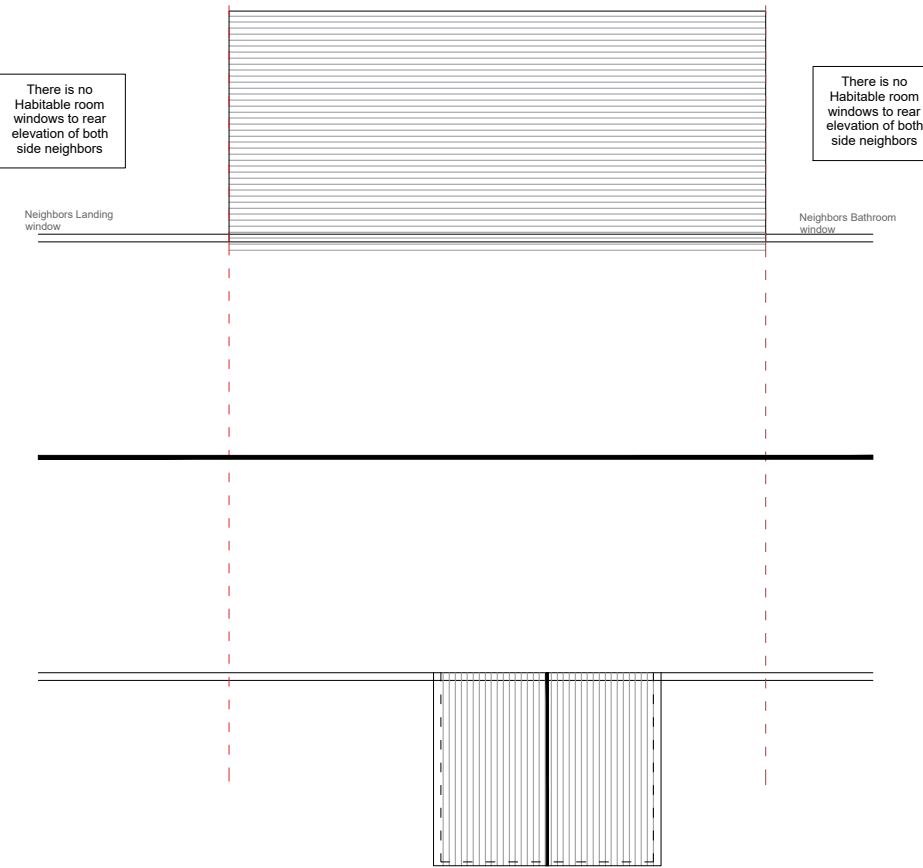 There is no
Habitable room
windows to rear
elevation of both
side neighbors
There is no
Habitable room
windows to rear
elevation of both
side neighbors
Neighbors Landing
window
Neighbors Bathroom
window